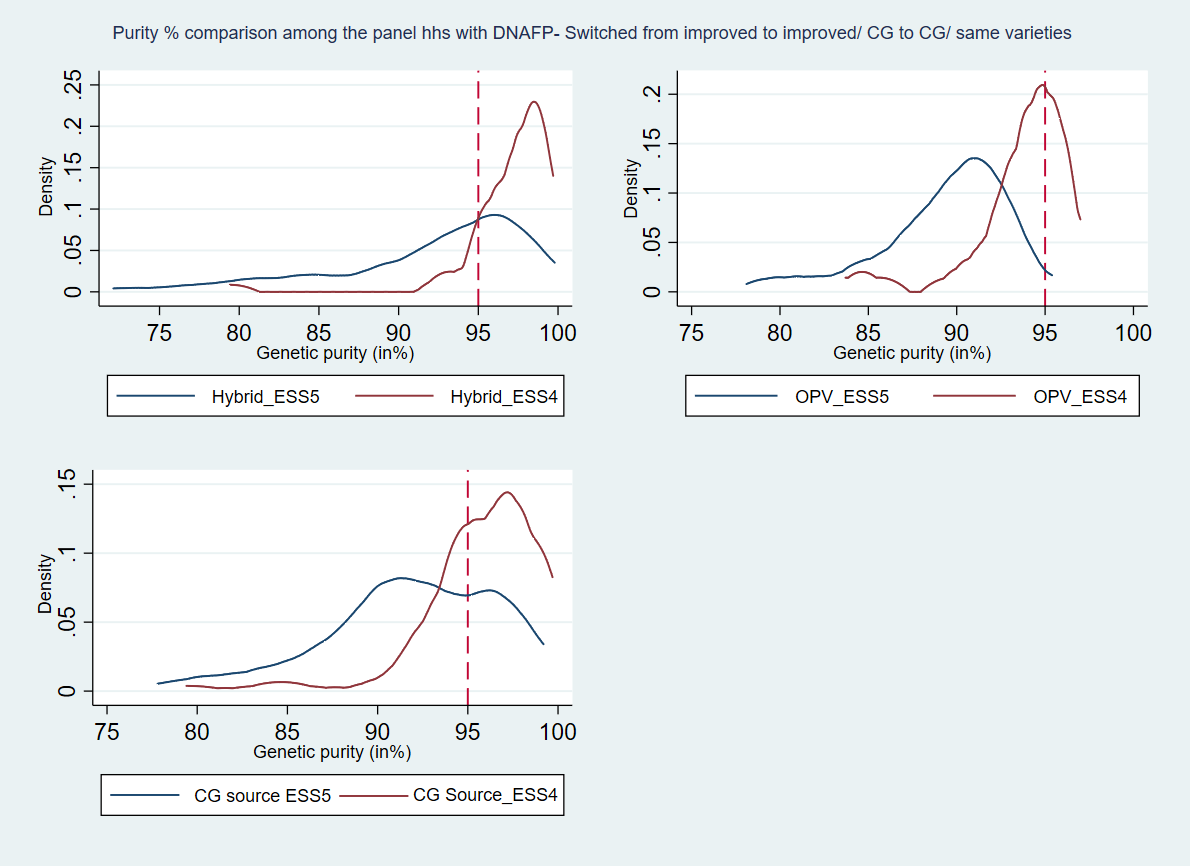 Purity % comparison among the panel hhs with DNAFP- Switched from improved to improved/ CG to CG/ same varieties
Density
0 .05 .1 .15 .2 .25
75 80 85 90 95 100
Genetic purity (in%)
Hybrid_ESS5 Hybrid_ESS4
Density
0 .05 .1 .15 .2
75 80 85 90 95 100
Genetic purity (in%)
OPV_ESS5 OPV_ESS4
Density
0 .05 .1 .15
75 80 85 90 95 100
Genetic purity (in%)
CG source ESS5 CG Source_ESS4